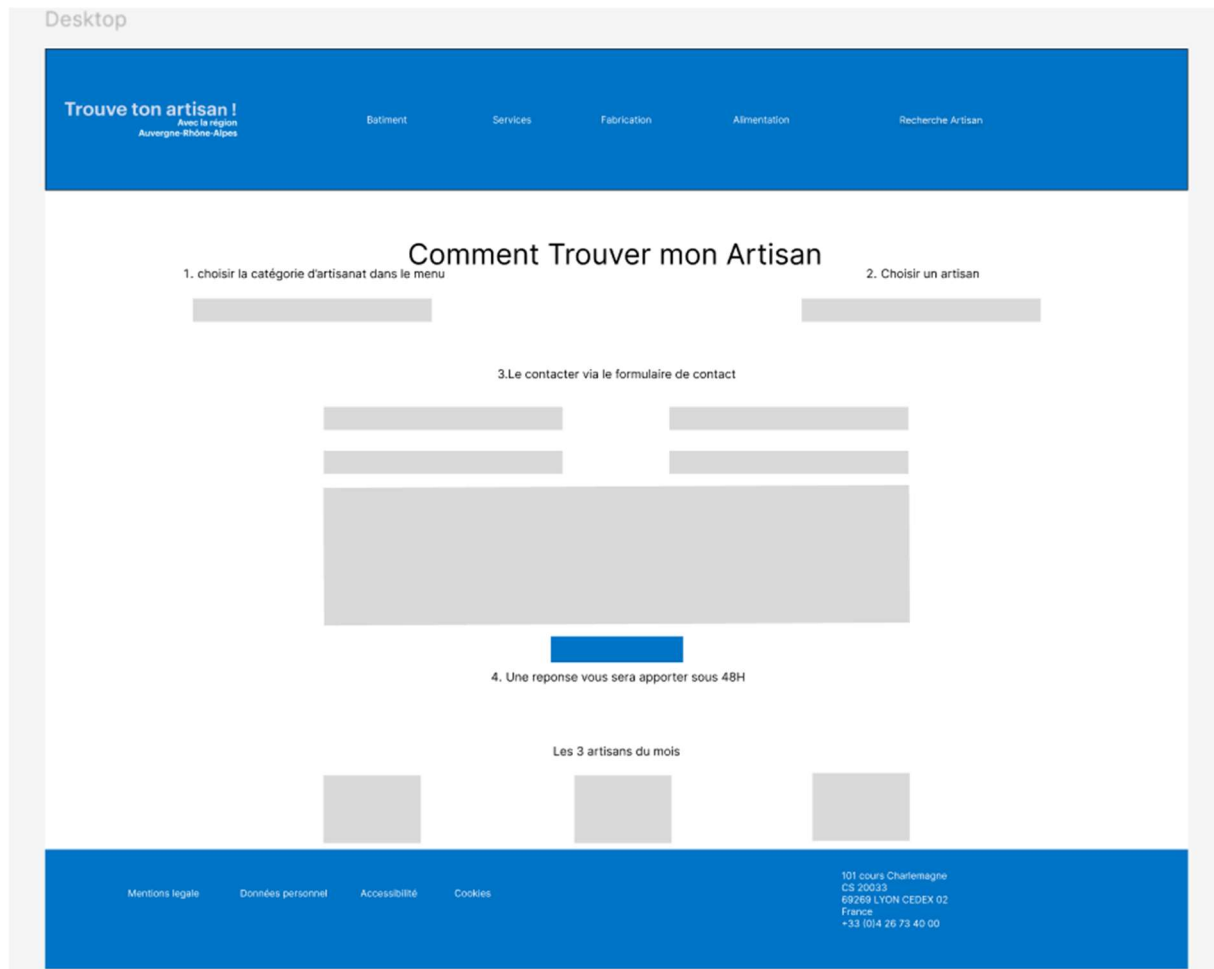 Desktop
Trouve ton artisan !
Avec la région
Auvergne-Rhône-Alpes
Batiment
Services
Fabrication
Alimentation
Recherche Artisan
Comment Trouver mon Artisan
1. choisir la catégorie d'artisanat dans le menu
2. Choisir un artisan
3.Le contacter via le formulaire de contact
4. Une reponse vous sera apporter sous 48H
Les 3 artisans du mois
Mentions legale
Données personnel
Accessibilité
Cookies
101 cours Charlemagne
CS 20033
69269 LYON CEDEX 02
France
+33 (0)4 26 73 40 00